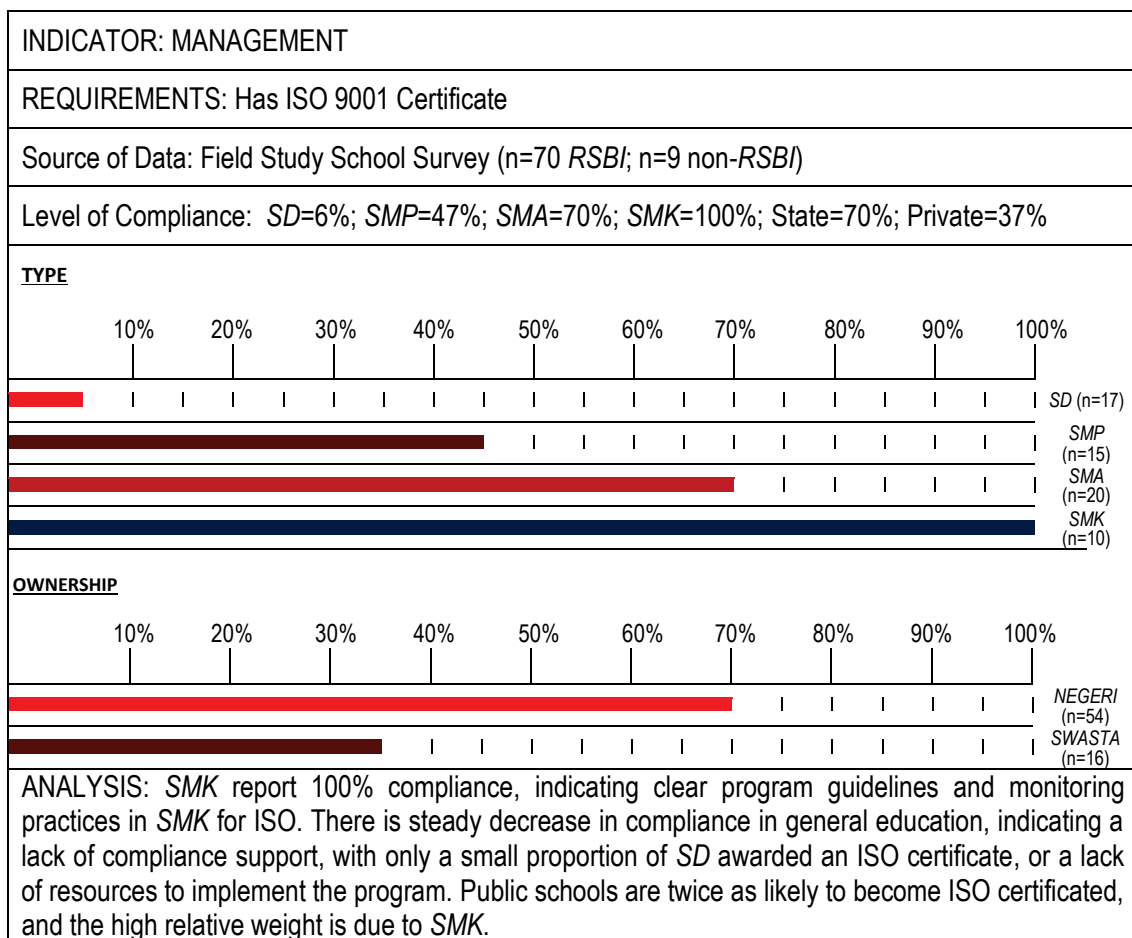 INDICATOR: MANAGEMENT
REQUIREMENTS: Has ISO 9001 Certificate
Source of Data: Field Study School Survey (n=70 RSBI; n=9 non-RSBI)
Level of Compliance: SD=6%; SMP=47%; SMA=70%; SMK=100%; State=70%; Private=37%
TYPE
10% 20% 30% 40% 50% 60% 70% 80% 90% 100%
SD (n=17)
SMP
(n=15)
SMA
(n=20)
SMK
(n=10)
OWNERSHIP
10% 20% 30% 40% 50% 60% 70% 80% 90% 100%
NEGERI
(n=54)
SWASTA
(n=16)
ANALYSIS: SMK report 100% compliance, indicating clear program guidelines and monitoring
practices in SMK for ISO. There is steady decrease in compliance in general education, indicating a
lack of compliance support, with only a small proportion of SD awarded an ISO certificate, or a lack
of resources to implement the program. Public schools are twice as likely to become ISO certificated,
and the high relative weight is due to SMK.